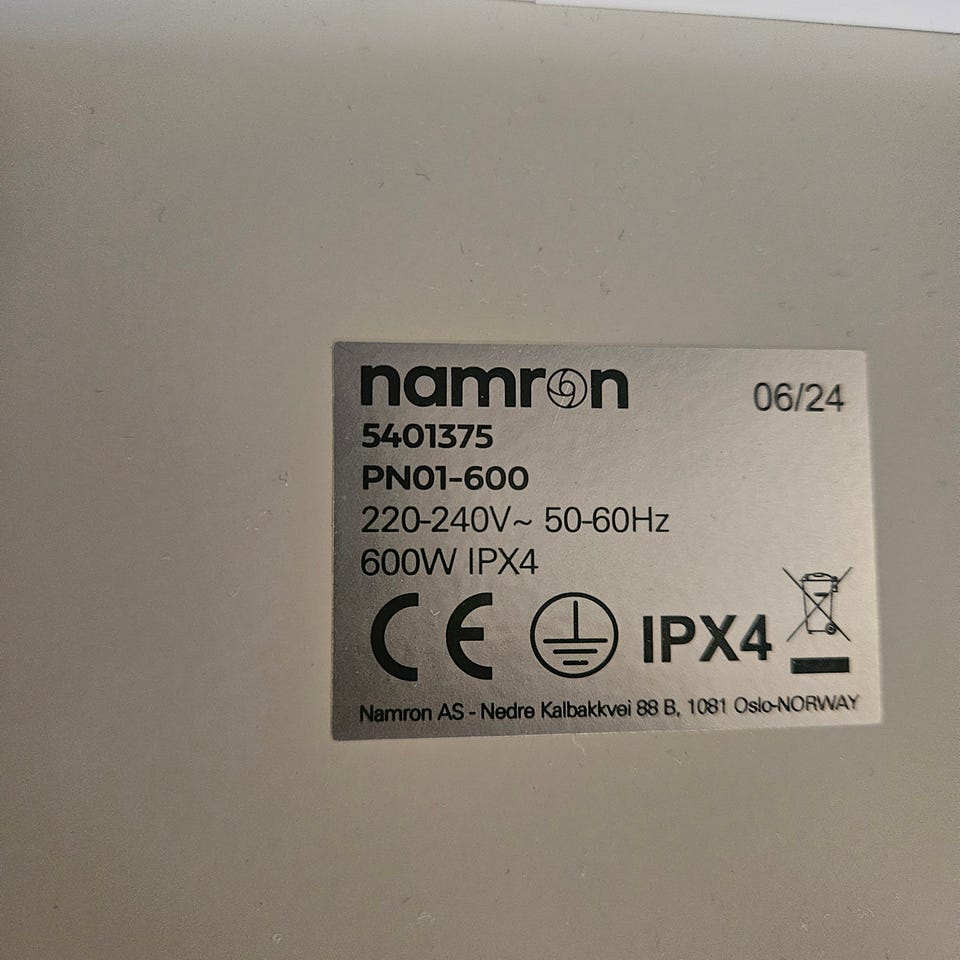 namron
06/24
5401375
PN01-600
220-240V~ 50-60Hz
600W IPX4
CE IPX4
Namron AS - Nedre Kalbakkvei 88 B, 1081 Oslo-NORWAY